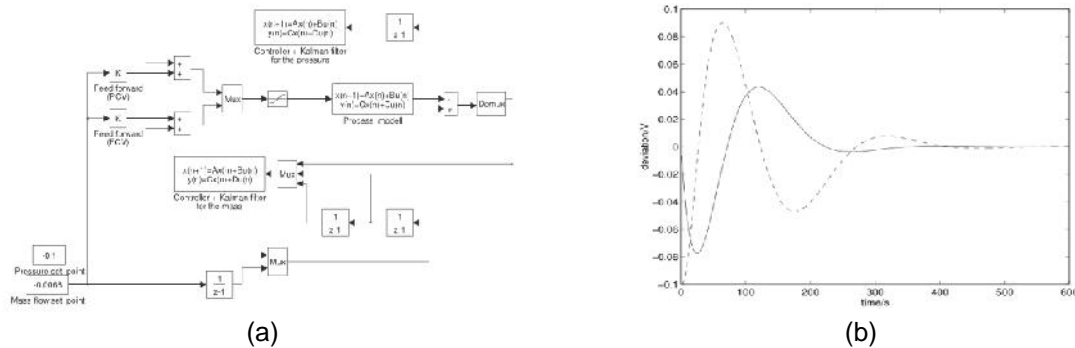 x(n+1)=Ax(n)+Bu(n)
y(n)=Cx(n)+Du(n)
Controller + Kalman filter
for the pressure
1
z-1
K
Feed forward
(PCV)
+
+
Mux
x(n+1)=Ax(n)+Bu(n)
y(n)=Cx(n)+Du(n)
Process modell
Demux
K
Feed forward
(FCV)
+
+
x(n+1)=Ax(n)+Bu(n)
y(n)=Cx(n)+Du(n)
Controller + Kalman filter
for the mass
Mux
1
z-1
1
z-1
-0.1
Pressure set point
-0.0065
Mass flow set point
1
z-1
Mux
(a)
0.1
0.08
0.06
0.04
0.02
0
-0.02
-0.04
-0.06
-0.08
-0.1
deviation/V
0
100
200
300
400
500
600
time/s
(b)